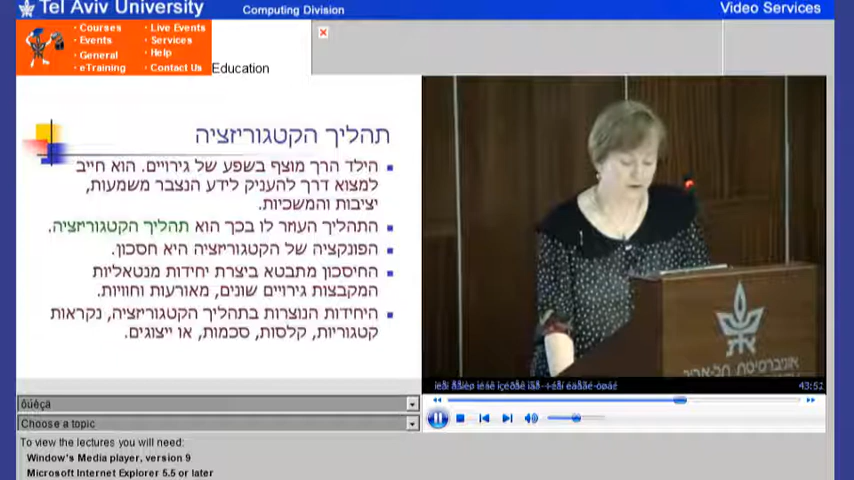 Tel Aviv University
Computing Division
Video Services
· Courses
· Events
· General
· eTraining
· Live Events
· Services
· Help
· Contact Us
Education
תהליך הקטגוריזציה
הילד הרך מוצף בשפע של גירויים. הוא חייב
למצוא דרך להעניק לידע הנצבר משמעות,
יציבות והמשכיות.
התהליך העוזר לו בכך הוא תהליך הקטגוריזציה.
הפונקציה של הקטגוריזציה היא חסכון.
החיסכון מתבטא ביצרת יחידות מנטאליות
המקבצות גירויים שונים, מאורעות וחוויות.
היחידות הנוצרות בתהליך הקטגוריזציה, נקראות
קטגוריות, קלסות, סכמות, או ייצוגים.
אוניברסיטת תל-אביב
43:52
ôúéçä
Choose a topic
To view the lectures you will need:
Window's Media player, version 9
Microsoft Internet Explorer 5.5 or later